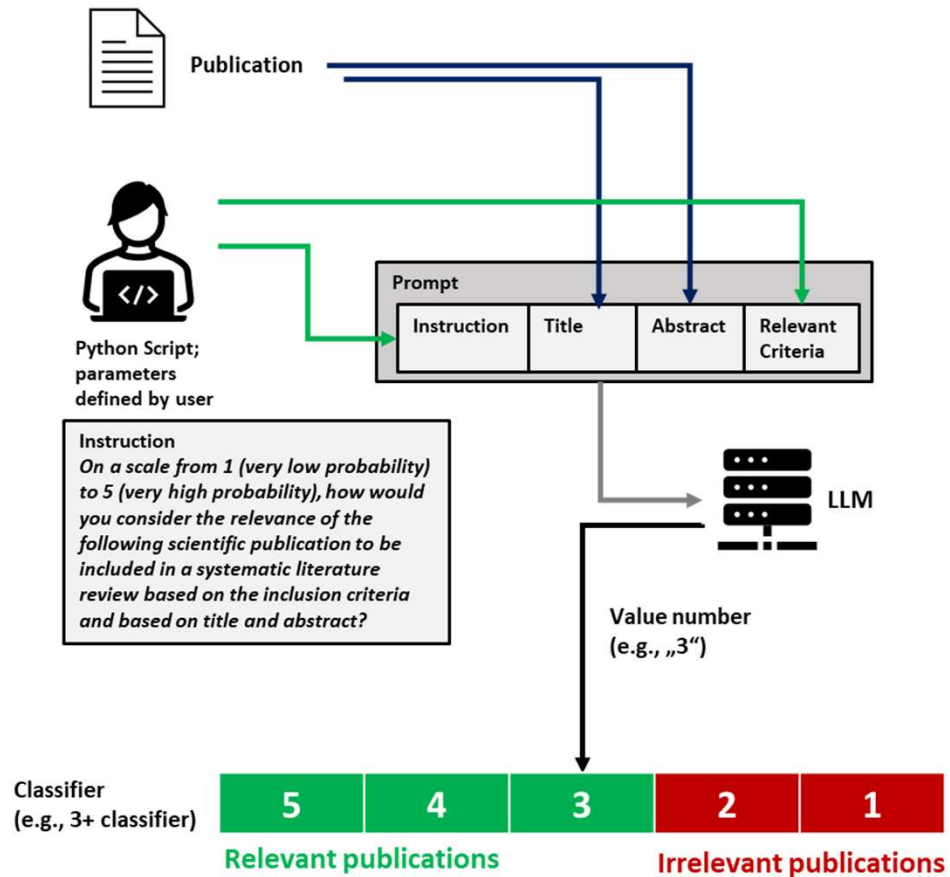 Publication
Python Script;
parameters
defined by user
Prompt
Instruction
Title
Abstract
Relevant
Criteria
Instruction
On a scale from 1 (very low probability)
to 5 (very high probability), how would
you consider the relevance of the
following scientific publication to be
included in a systematic literature
review based on the inclusion criteria
and based on title and abstract?
LLM
Value number
(e.g., „3“)
Classifier
(e.g., 3+ classifier)
5 4 3 2 1
Relevant publications
Irrelevant publications